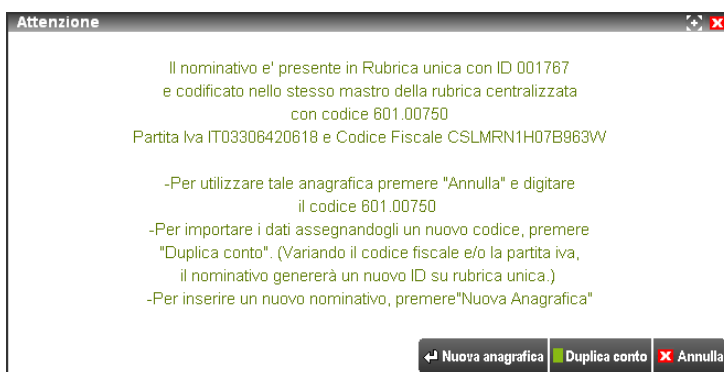 Attenzione
Il nominativo e' presente in Rubrica unica con ID 001767
e codificato nello stesso mastro della rubrica centralizzata
con codice 601.00750
Partita Iva IT03306420618 e Codice Fiscale CSLMRN1H07B963W
-Per utilizzare tale anagrafica premere "Annulla" e digitare
il codice 601.00750
-Per importare i dati assegnandogli un nuovo codice, premere
"Duplica conto". (Variando il codice fiscale e/o la partita iva,
il nominativo genererà un nuovo ID su rubrica unica.)
-Per inserire un nuovo nominativo, premere"Nuova Anagrafica"
Nuova anagrafica Duplica conto Annulla